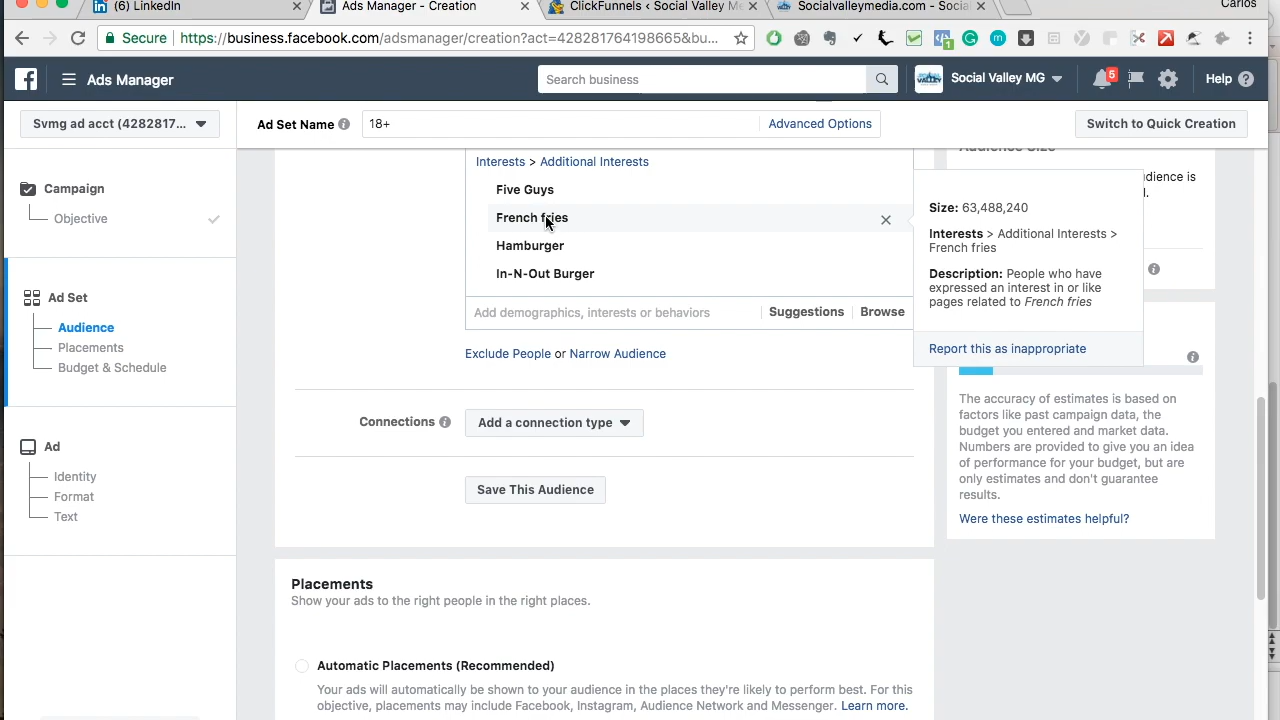 (6) LinkedIn
Ads Manager - Creation
ClickFunnels ‹ Social Valley M
Socialvalleymedia.com - Social
Carlos
Secure
https://business.facebook.com/adsmanager/creation?act=428281764198665&bu...
1
Ads Manager
Search business
Social Valley MG
5
Help
Svmg ad acct (4282817...
Ad Set Name
18+
Advanced Options
Switch to Quick Creation
Campaign
Objective
Ad Set
Audience
Placements
Budget & Schedule
Ad
Identity
Format
Text
Interests > Additional Interests
Five Guys
French fries
Hamburger
In-N-Out Burger
Add demographics, interests or behaviors
Suggestions
Browse
Exclude People or Narrow Audience
Connections
Add a connection type
Save This Audience
Placements
Show your ads to the right people in the right places.
Automatic Placements (Recommended)
Your ads will automatically be shown to your audience in the places they're likely to perform best. For this
objective, placements may include Facebook, Instagram, Audience Network and Messenger. Learn more.
Audience Size
Size: 63,488,240
Interests > Additional Interests >
French fries
Description: People who have
expressed an interest in or like
pages related to French fries
Report this as inappropriate
The accuracy of estimates is based on
factors like past campaign data, the
budget you entered and market data.
Numbers are provided to give you an idea
of performance for your budget, but are
only estimates and don't guarantee
results.
Were these estimates helpful?